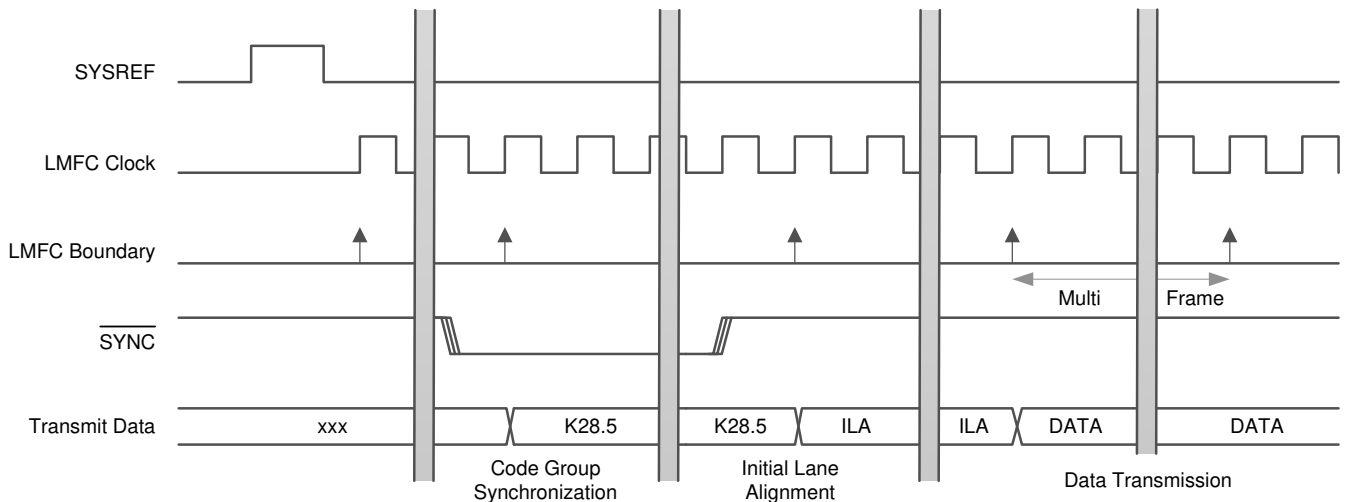 SYSREF
LMFC Clock
LMFC Boundary
Multi Frame
SYNC
Transmit Data
xxx
K28.5
K28.5
ILA
ILA
DATA
DATA
Code Group
Synchronization
Initial Lane
Alignment
Data Transmission